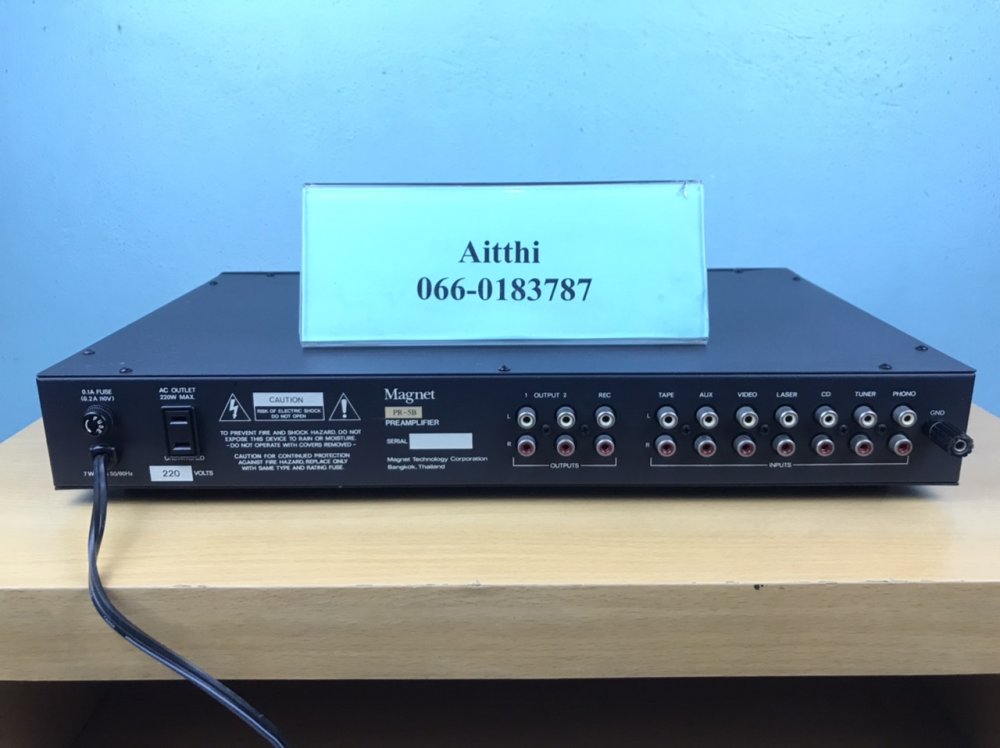 Aitthi
066-0183787
0.1A FUSE
(0.2A 110V)
AC OUTLET
220W MAX.
50/60Hz
220 VOLTS
CAUTION
RISK OF ELECTRIC SHOCK
DO NOT OPEN
TO PREVENT FIRE AND SHOCK HAZARD, DO NOT
EXPOSE THIS DEVICE TO RAIN OR MOISTURE.
-DO NOT OPERATE WITH COVERS REMOVED-
CAUTION FOR CONTINUED PROTECTION
AGAINST FIRE HAZARD, REPLACE ONLY
WITH SAME TYPE AND RATING FUSE.
Magnet
PR-5B
PREAMPLIFIER
SERIAL
Magnet Technology Corporation
Bangkok, Thailand
1 OUTPUT 2 REC
L
R
OUTPUTS
TAPE AUX VIDEO LASER CD TUNER PHONO
L
R
INPUTS
GND